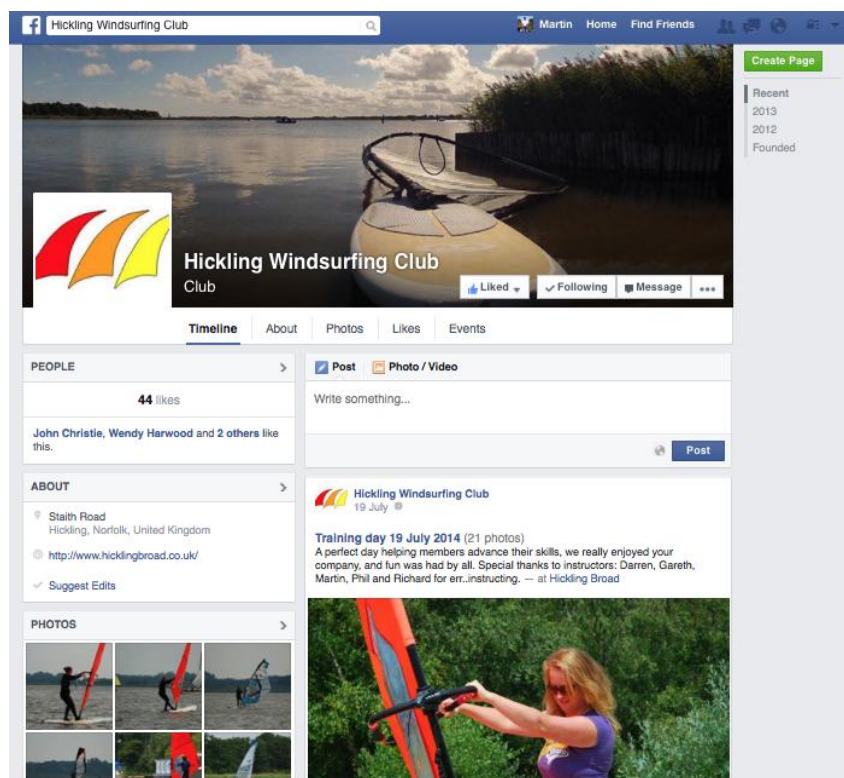 Hickling Windsurfing Club
Martin Home Find Friends
Create Page
Recent
2013
2012
Founded
Hickling Windsurfing Club
Club
Liked
Following
Message
Timeline About Photos Likes Events
PEOPLE
44 likes
John Christie, Wendy Harwood and 2 others like
this.
ABOUT
Staith Road
Hickling, Norfolk, United Kingdom
http://www.hicklingbroad.co.uk/
Suggest Edits
PHOTOS
Post Photo / Video
Write something...
Post
Hickling Windsurfing Club
19 July
Training day 19 July 2014 (21 photos)
A perfect day helping members advance their skills, we really enjoyed your
company, and fun was had by all. Special thanks to instructors: Darren, Gareth,
Martin, Phil and Richard for err..instructing. — at Hickling Broad